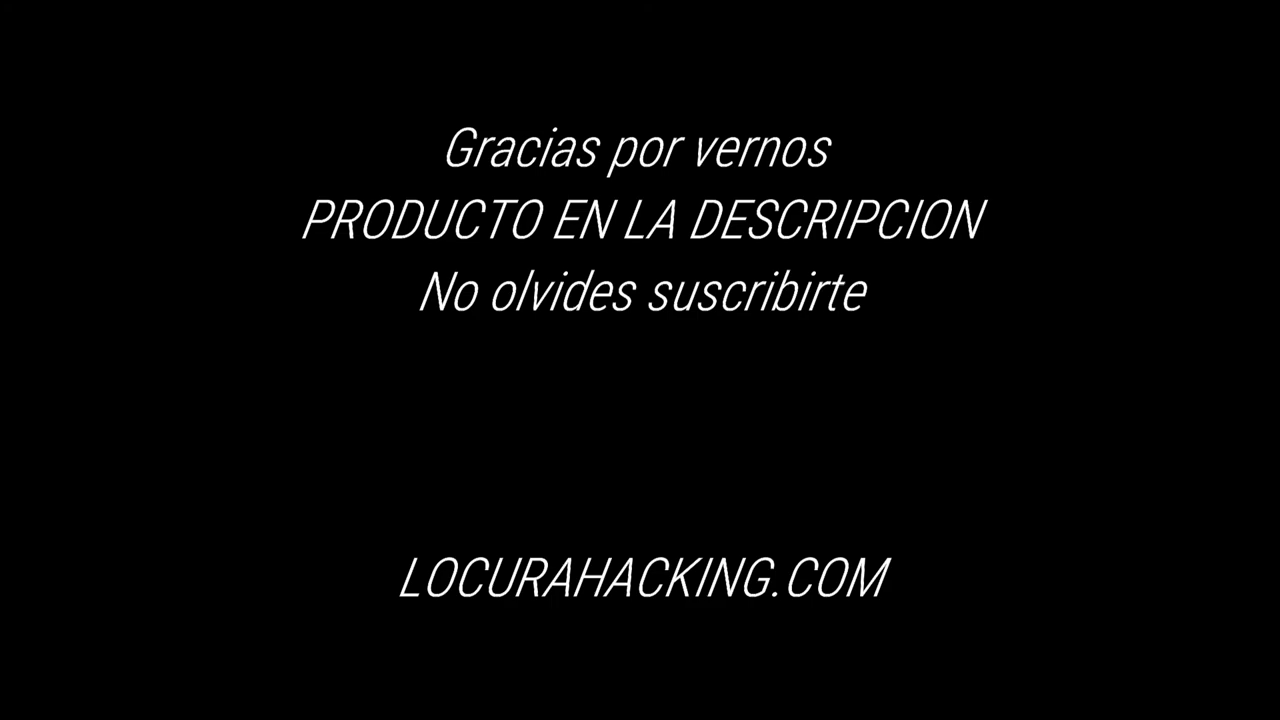 Gracias por vernos
PRODUCTO EN LA DESCRIPCION
No olvides suscribirte
LOCURAHACKING.COM